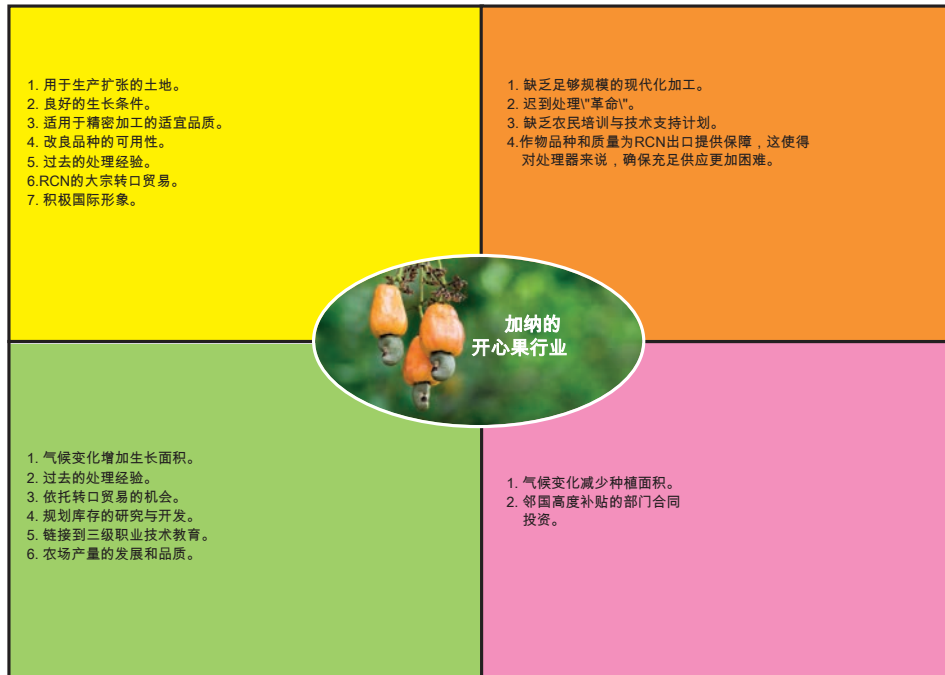 1. 用于生产扩张的土地。
2. 良好的生长条件。
3. 适用于精密加工的适宜品质。
4. 改良品种的可用性。
5. 过去的处理经验。
6.RCN的大宗转口贸易。
7. 积极国际形象。
1. 缺乏足够规模的现代化加工。
2. 迟到处理\"革命\"。
3. 缺乏农民培训与技术支持计划。
4.作物品种和质量为RCN出口提供保障，这使得
对处理器来说，确保充足供应更加困难。
加纳的
开心果行业
1. 气候变化增加生长面积。
2. 过去的处理经验。
3. 依托转口贸易的机会。
4. 规划库存的研究与开发。
5. 链接到三级职业技术教育。
6. 农场产量的发展和品质。
1. 气候变化减少种植面积。
2. 邻国高度补贴的部门合同
投资。